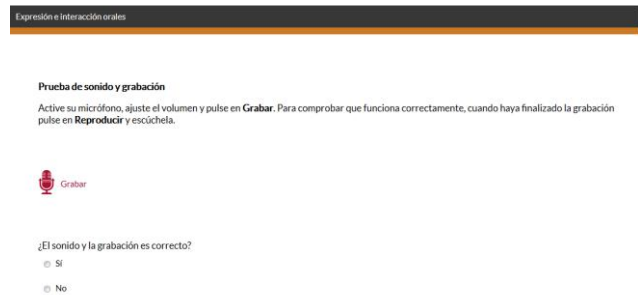 Expresión e interacción orales
Prueba de sonido y grabación
Active su micrófono, ajuste el volumen y pulse en Grabar. Para comprobar que funciona correctamente, cuando haya finalizado la grabación
pulse en Reproducir y escúchela.
Grabar
¿El sonido y la grabación es correcto?
Sí
No